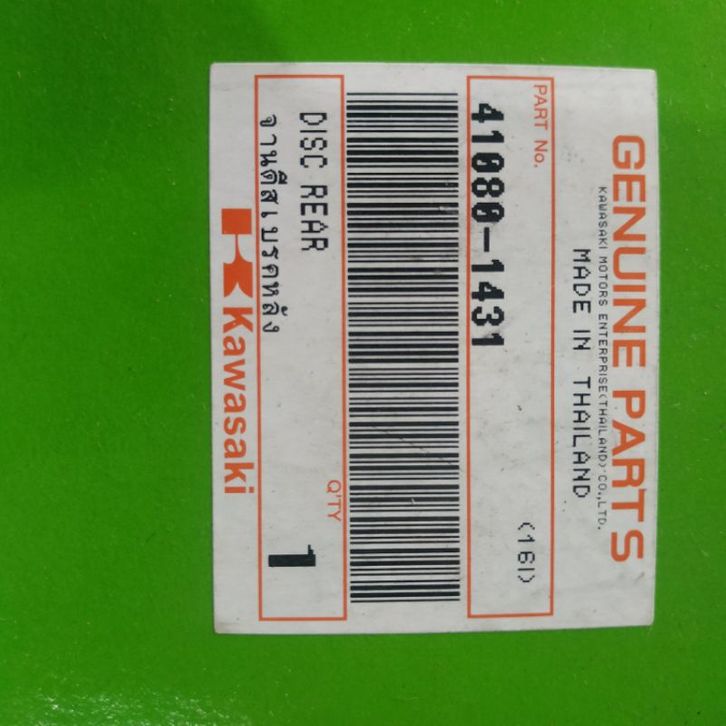 GENUINE PARTS
KAWASAKI MOTORS ENTERPRISE(THAILAND) CO.,LTD.
MADE IN THAILAND
PART No.
41080-1431
(16I)
DISC REAR
Q'TY
จานดีสเบรคหลัง
1
Kawasaki